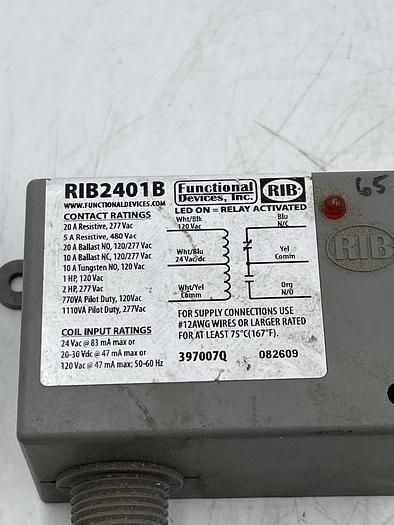 RIB2401B
WWW.FUNCTIONALDEVICES.COM
Functional
Devices, Inc.
RIB
LED ON = RELAY ACTIVATED
CONTACT RATINGS
20 A Resistive, 277 Vac
5 A Resistive, 480 Vac
20 A Ballast NO, 120/277 Vac
10 A Ballast NC, 120/277 Vac
10 A Tungsten NO, 120 Vac
1 HP, 120 Vac
2 HP, 277 Vac
770VA Pilot Duty, 120Vac
1110VA Pilot Duty, 277Vac
COIL INPUT RATINGS
24 Vac @ 83 mA max or
20-30 Vdc @ 47 mA max or
120 Vac @ 47 mA max; 50-60 Hz
Wht/Blk
120 Vac
Wht/Blu
24 Vac/dc
Wht/Yel
Comm
Blu
N/C
Yel
Comm
Org
N/O
FOR SUPPLY CONNECTIONS USE
#12AWG WIRES OR LARGER RATED
FOR AT LEAST 75°C(167°F).
397007Q
082609
65
RIB